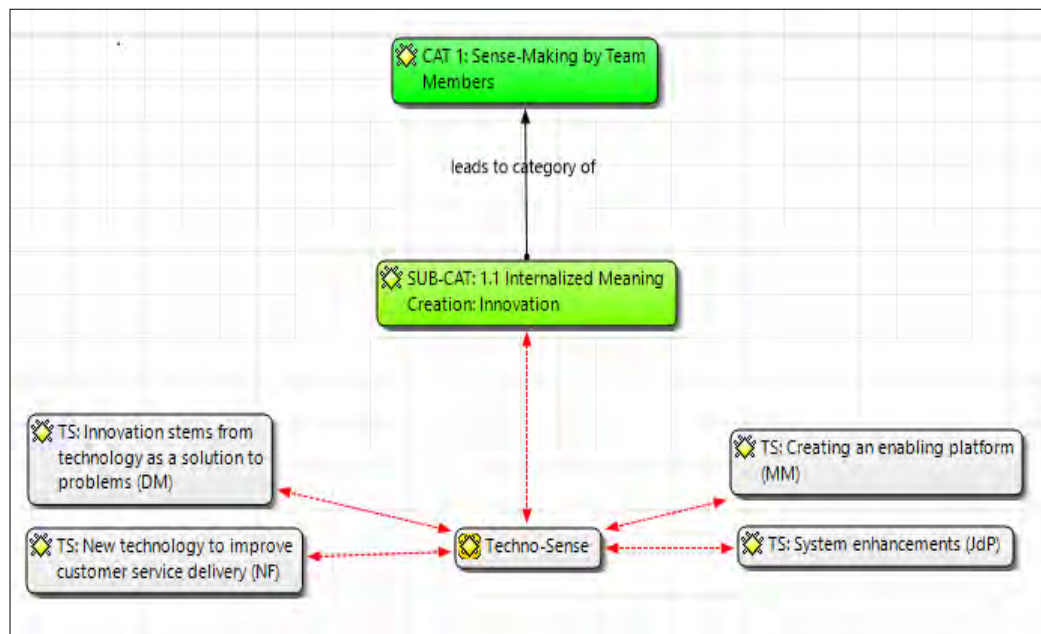 CAT 1: Sense-Making by Team
Members
leads to category of
SUB-CAT: 1.1 Internalized Meaning
Creation: Innovation
TS: Innovation stems from
technology as a solution to
problems (DM)
TS: Creating an enabling platform
(MM)
TS: New technology to improve
customer service delivery (NF)
Techno-Sense
TS: System enhancements (JdP)